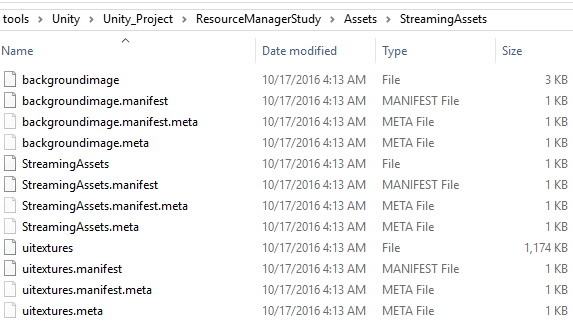 tools > Unity > Unity_Project > ResourceManagerStudy > Assets > StreamingAssets
Name Date modified Type Size
backgroundimage 10/17/2016 4:13 AM File 3 KB
backgroundimage.manifest 10/17/2016 4:13 AM MANIFEST File 1 KB
backgroundimage.manifest.meta 10/17/2016 4:13 AM META File 1 KB
backgroundimage.meta 10/17/2016 4:13 AM META File 1 KB
StreamingAssets 10/17/2016 4:13 AM File 1 KB
StreamingAssets.manifest 10/17/2016 4:13 AM MANIFEST File 1 KB
StreamingAssets.manifest.meta 10/17/2016 4:13 AM META File 1 KB
StreamingAssets.meta 10/17/2016 4:13 AM META File 1 KB
uitextures 10/17/2016 4:13 AM File 1,174 KB
uitextures.manifest 10/17/2016 4:13 AM MANIFEST File 1 KB
uitextures.manifest.meta 10/17/2016 4:13 AM META File 1 KB
uitextures.meta 10/17/2016 4:13 AM META File 1 KB